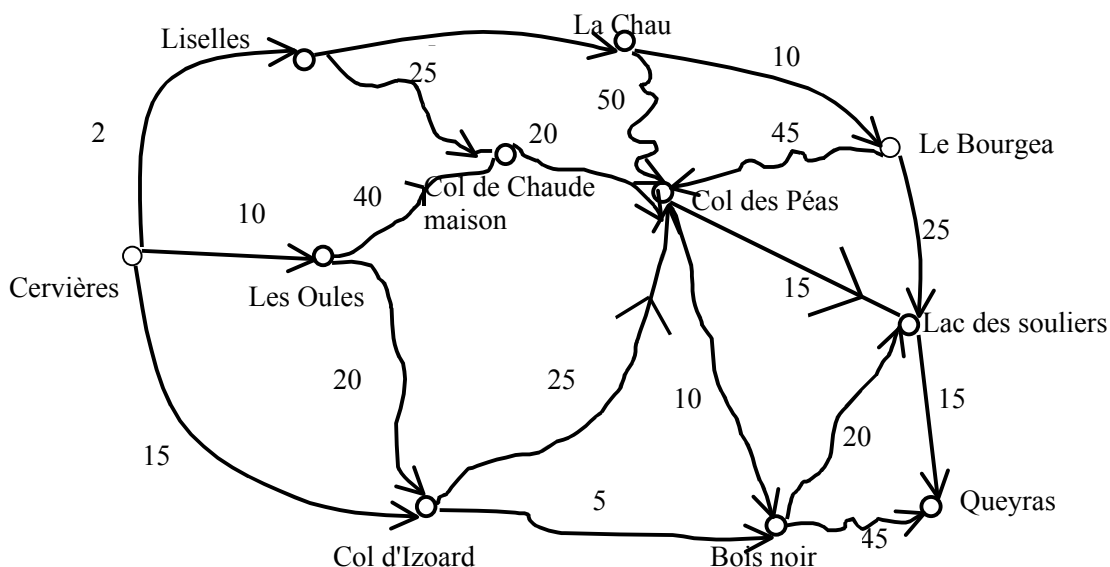 La Chau
Liselles
10
25
50
2
20
45
Le Bourgea
40
Col de Chaude
maison
Col des Péas
10
25
Cervières
Les Oules
15
Lac des souliers
20
25
10
15
20
15
5
Queyras
45
Col d'Izoard
Bois noir